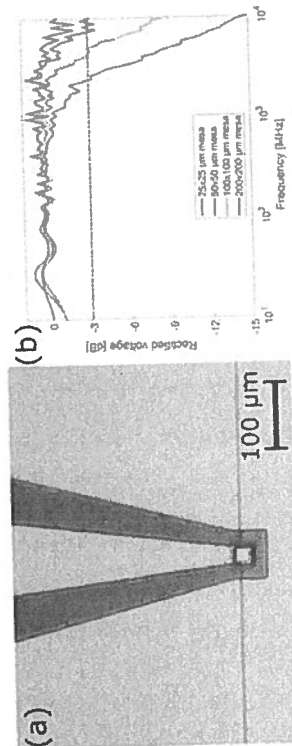 (a)
100 µm
(b)
Rectified voltage [dB]
0
-3
-6
-9
-12
-15
25x25 µm mesa
50x50 µm mesa
100x100 µm mesa
200x200 µm mesa
10¹
10²
10³
10⁴
Frequency [MHz]